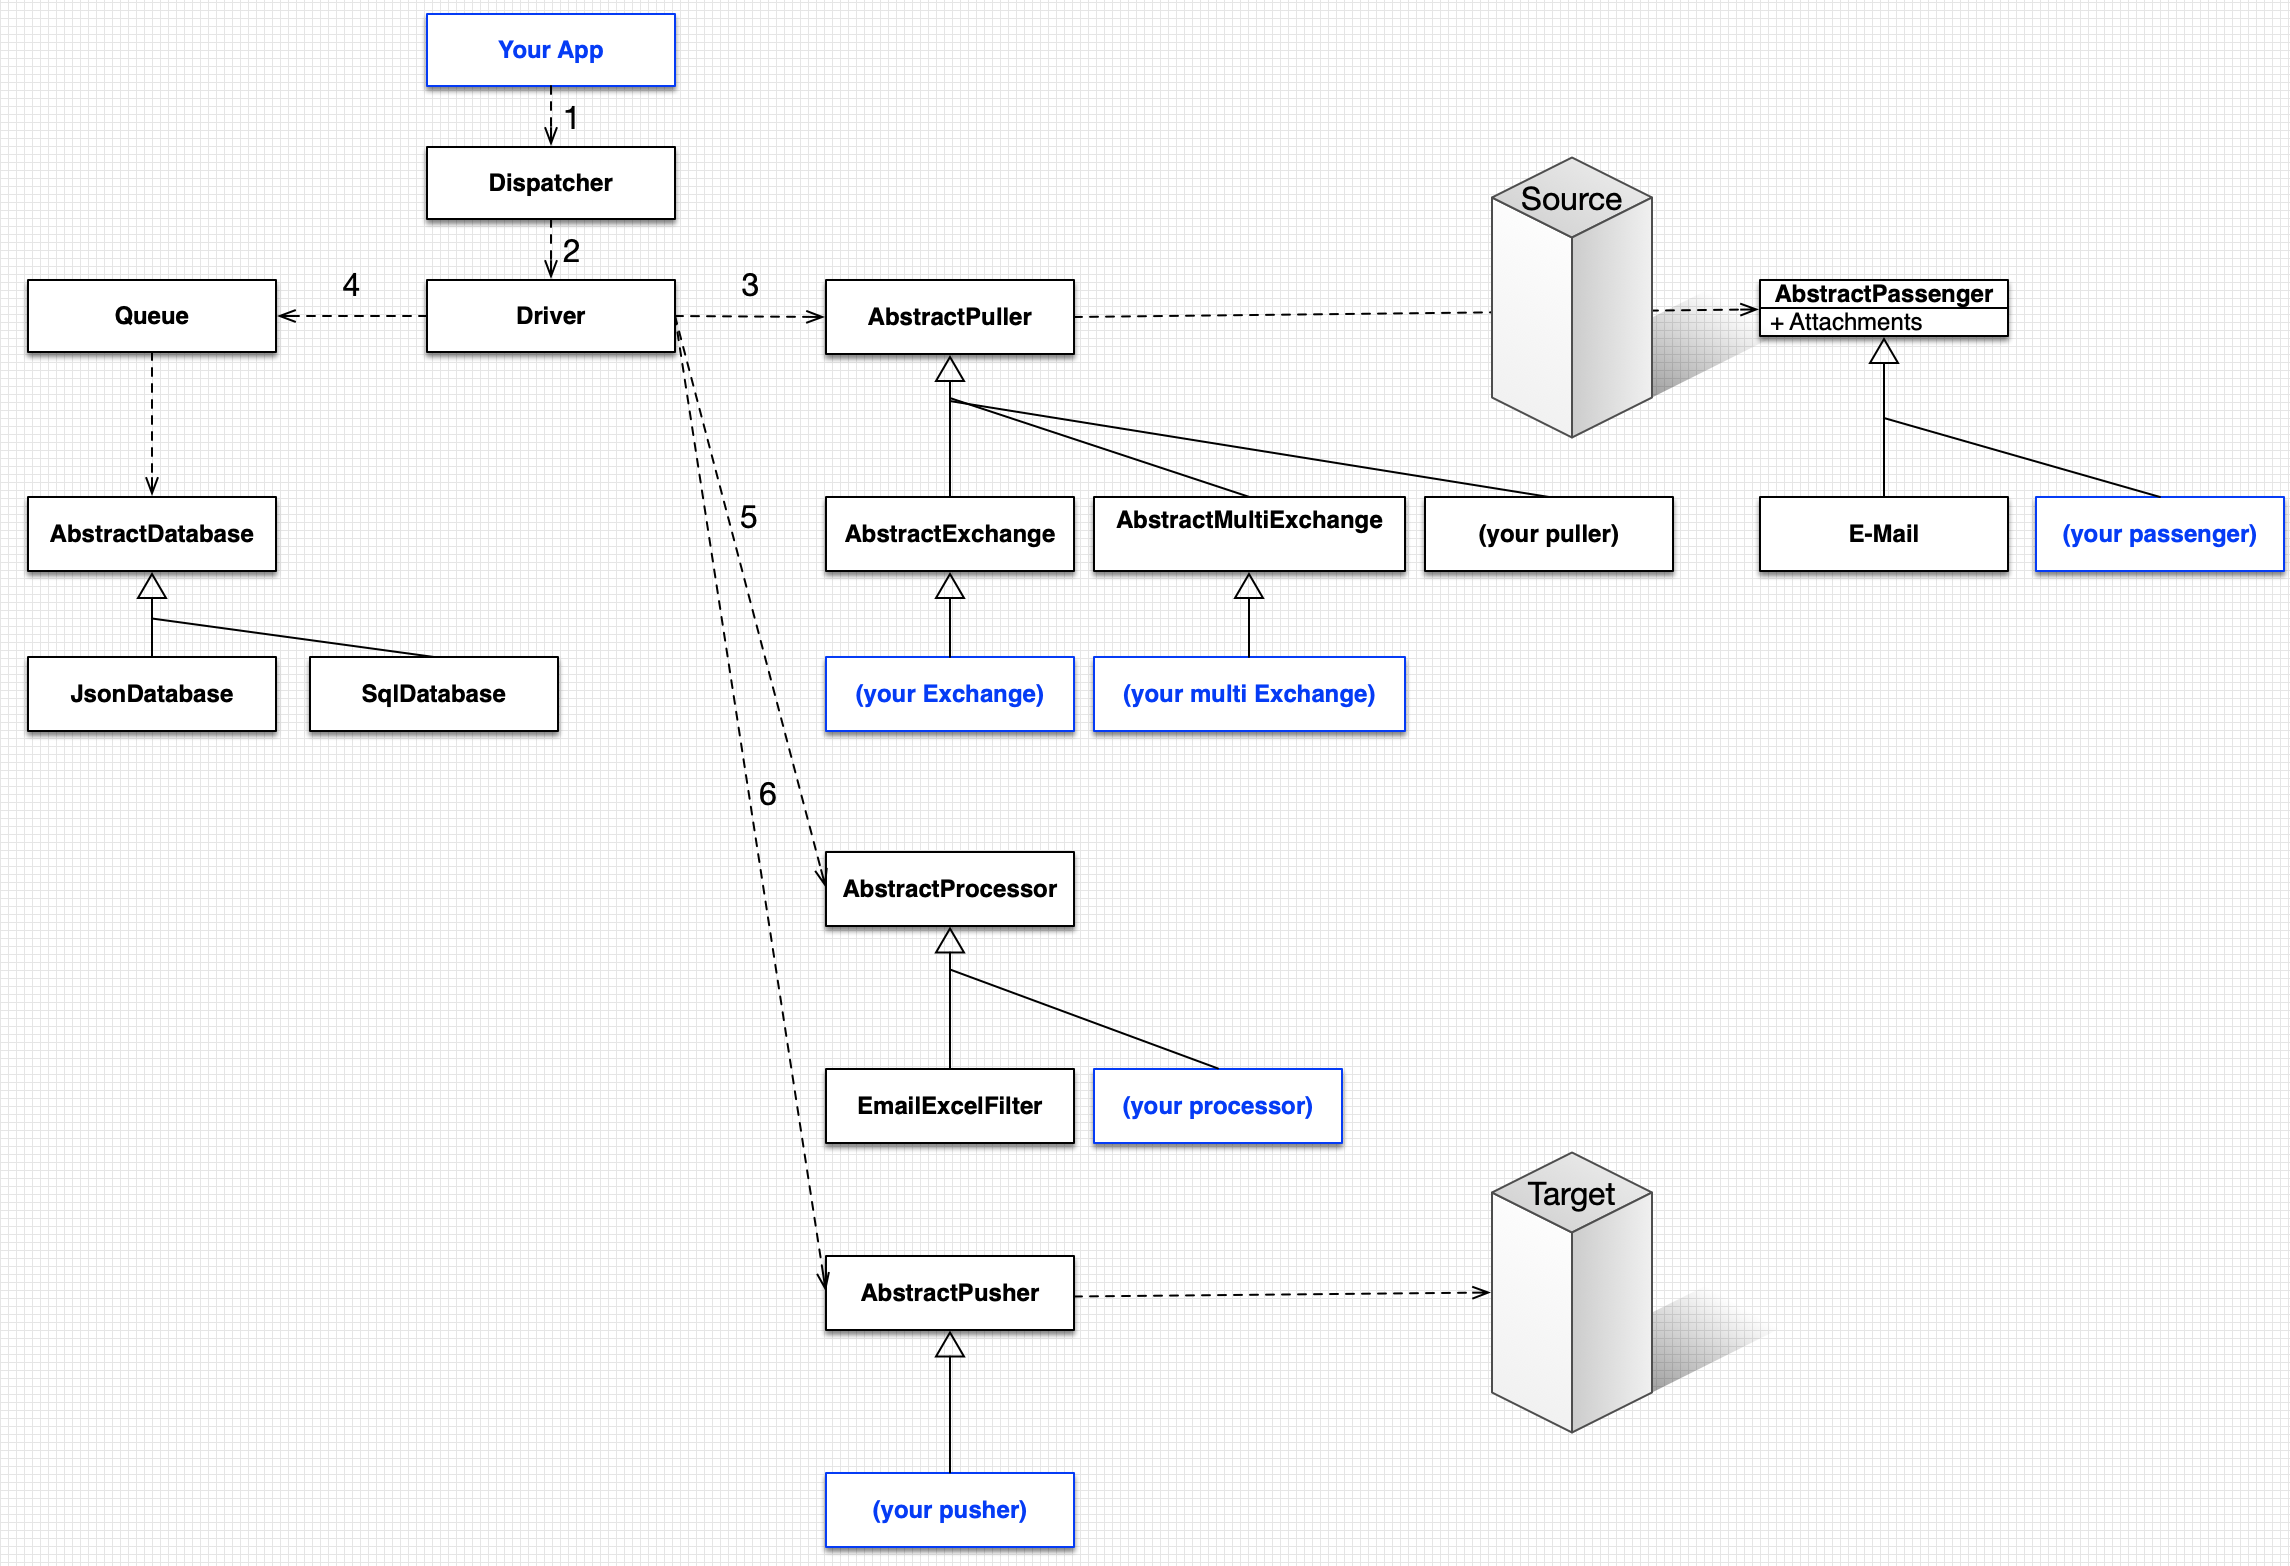 Your App
1
Dispatcher
2
Source
4
3
Queue
Driver
AbstractPuller
AbstractPassenger
+ Attachments
5
AbstractDatabase
AbstractExchange
AbstractMultiExchange
(your puller)
E-Mail
(your passenger)
JsonDatabase
SqlDatabase
(your Exchange)
(your multi Exchange)
6
AbstractProcessor
EmailExcelFilter
(your processor)
Target
AbstractPusher
(your pusher)